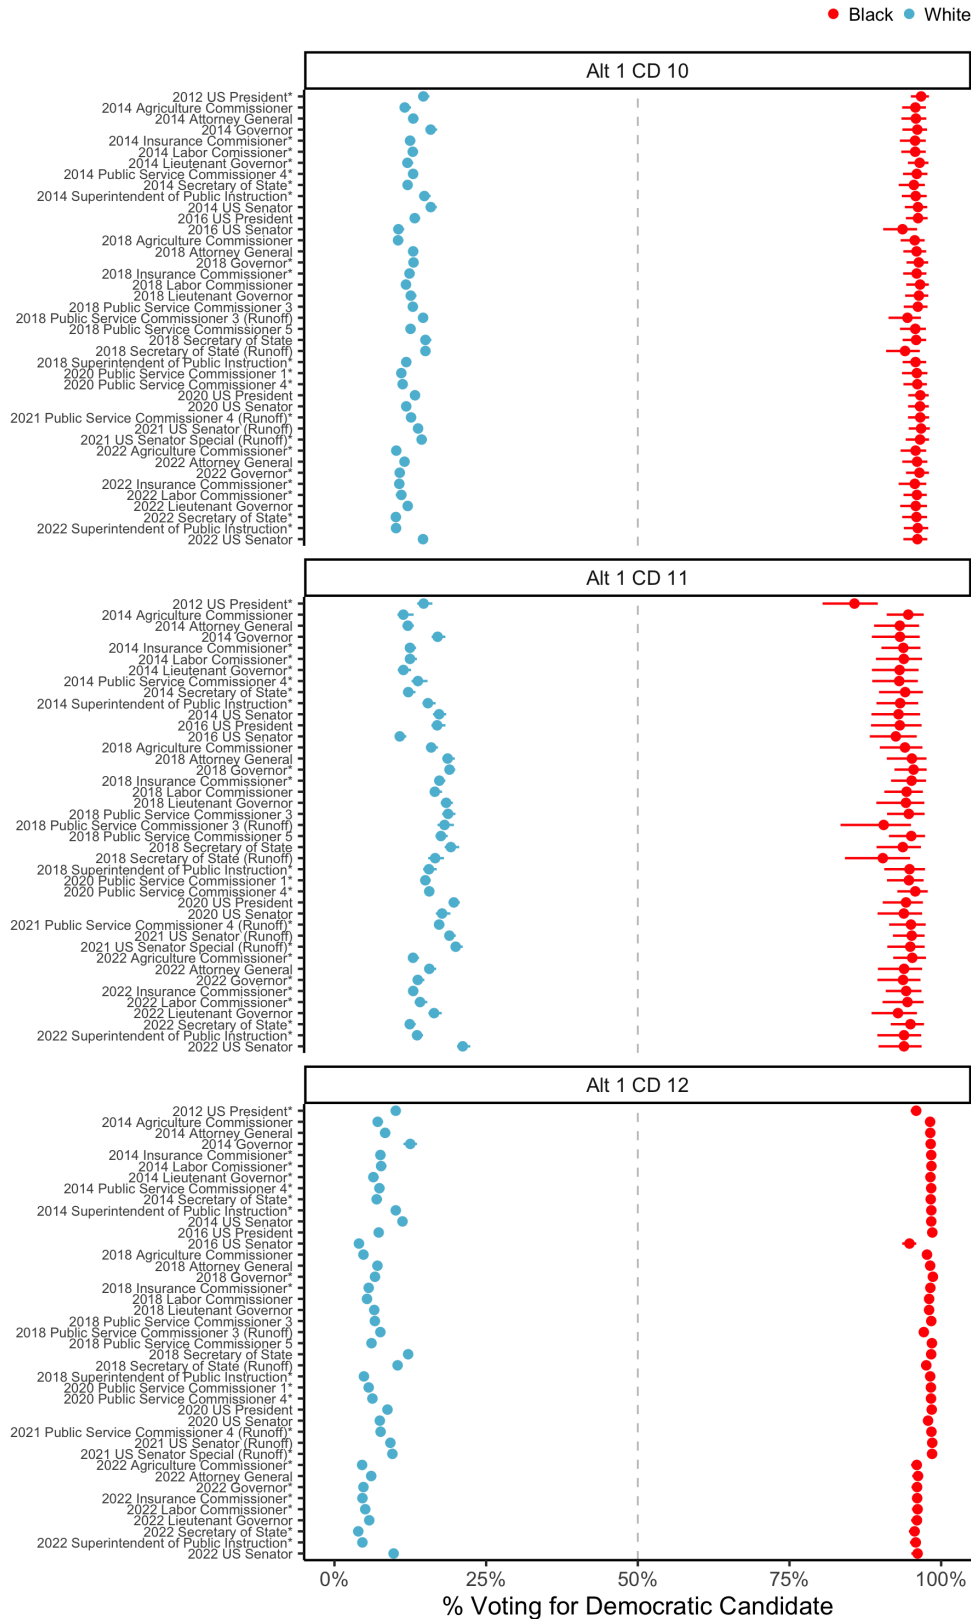 Black White
Alt 1 CD 10
2012 US President*
2014 Agriculture Commissioner
2014 Attorney General
2014 Governor
2014 Insurance Commisioner*
2014 Labor Comissioner*
2014 Lieutenant Governor*
2014 Public Service Commissioner 4*
2014 Secretary of State*
2014 Superintendent of Public Instruction*
2014 US Senator
2016 US President
2016 US Senator
2018 Agriculture Commissioner
2018 Attorney General
2018 Governor*
2018 Insurance Commissioner*
2018 Labor Commissioner
2018 Lieutenant Governor
2018 Public Service Commissioner 3
2018 Public Service Commissioner 3 (Runoff)
2018 Public Service Commissioner 5
2018 Secretary of State
2018 Secretary of State (Runoff)
2018 Superintendent of Public Instruction*
2020 Public Service Commissioner 1*
2020 Public Service Commissioner 4*
2020 US President
2020 US Senator
2021 Public Service Commissioner 4 (Runoff)*
2021 US Senator (Runoff)
2021 US Senator Special (Runoff)*
2022 Agriculture Commissioner*
2022 Attorney General
2022 Governor*
2022 Insurance Commissioner*
2022 Labor Commissioner*
2022 Lieutenant Governor
2022 Secretary of State*
2022 Superintendent of Public Instruction*
2022 US Senator
Alt 1 CD 11
2012 US President*
2014 Agriculture Commissioner
2014 Attorney General
2014 Governor
2014 Insurance Commisioner*
2014 Labor Comissioner*
2014 Lieutenant Governor*
2014 Public Service Commissioner 4*
2014 Secretary of State*
2014 Superintendent of Public Instruction*
2014 US Senator
2016 US President
2016 US Senator
2018 Agriculture Commissioner
2018 Attorney General
2018 Governor*
2018 Insurance Commissioner*
2018 Labor Commissioner
2018 Lieutenant Governor
2018 Public Service Commissioner 3
2018 Public Service Commissioner 3 (Runoff)
2018 Public Service Commissioner 5
2018 Secretary of State
2018 Secretary of State (Runoff)
2018 Superintendent of Public Instruction*
2020 Public Service Commissioner 1*
2020 Public Service Commissioner 4*
2020 US President
2020 US Senator
2021 Public Service Commissioner 4 (Runoff)*
2021 US Senator (Runoff)
2021 US Senator Special (Runoff)*
2022 Agriculture Commissioner*
2022 Attorney General
2022 Governor*
2022 Insurance Commissioner*
2022 Labor Commissioner*
2022 Lieutenant Governor
2022 Secretary of State*
2022 Superintendent of Public Instruction*
2022 US Senator
Alt 1 CD 12
2012 US President*
2014 Agriculture Commissioner
2014 Attorney General
2014 Governor
2014 Insurance Commisioner*
2014 Labor Comissioner*
2014 Lieutenant Governor*
2014 Public Service Commissioner 4*
2014 Secretary of State*
2014 Superintendent of Public Instruction*
2014 US Senator
2016 US President
2016 US Senator
2018 Agriculture Commissioner
2018 Attorney General
2018 Governor*
2018 Insurance Commissioner*
2018 Labor Commissioner
2018 Lieutenant Governor
2018 Public Service Commissioner 3
2018 Public Service Commissioner 3 (Runoff)
2018 Public Service Commissioner 5
2018 Secretary of State
2018 Secretary of State (Runoff)
2018 Superintendent of Public Instruction*
2020 Public Service Commissioner 1*
2020 Public Service Commissioner 4*
2020 US President
2020 US Senator
2021 Public Service Commissioner 4 (Runoff)*
2021 US Senator (Runoff)
2021 US Senator Special (Runoff)*
2022 Agriculture Commissioner*
2022 Attorney General
2022 Governor*
2022 Insurance Commissioner*
2022 Labor Commissioner*
2022 Lieutenant Governor
2022 Secretary of State*
2022 Superintendent of Public Instruction*
2022 US Senator
0% 25% 50% 75% 100%
% Voting for Democratic Candidate